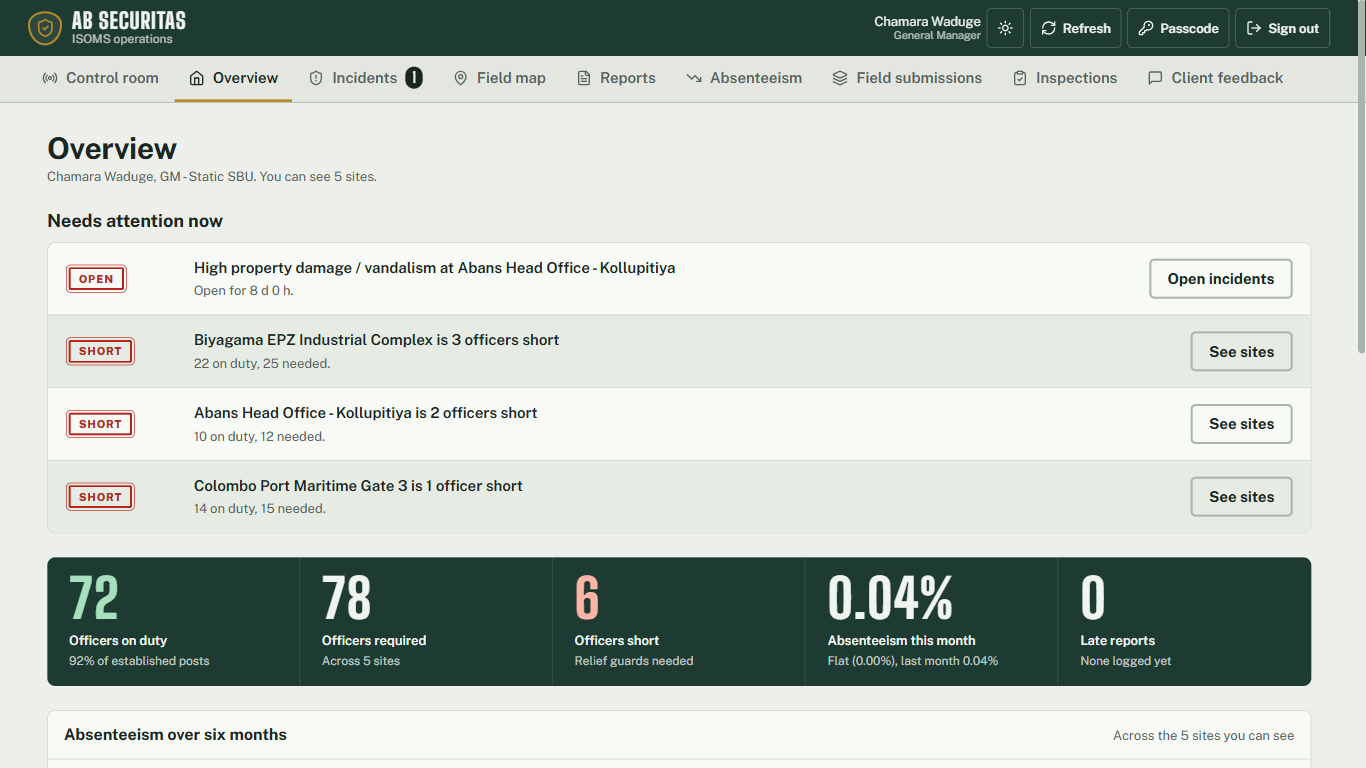 AB SECURITAS
ISOMS operations
Chamara Waduge
General Manager
Refresh
Passcode
Sign out
Control room
Overview
Incidents 1
Field map
Reports
Absenteeism
Field submissions
Inspections
Client feedback
Overview
Chamara Waduge, GM - Static SBU. You can see 5 sites.
Needs attention now
OPEN
High property damage / vandalism at Abans Head Office - Kollupitiya
Open for 8 d 0 h.
Open incidents
SHORT
Biyagama EPZ Industrial Complex is 3 officers short
22 on duty, 25 needed.
See sites
SHORT
Abans Head Office - Kollupitiya is 2 officers short
10 on duty, 12 needed.
See sites
SHORT
Colombo Port Maritime Gate 3 is 1 officer short
14 on duty, 15 needed.
See sites
72
Officers on duty
92% of established posts
78
Officers required
Across 5 sites
6
Officers short
Relief guards needed
0.04%
Absenteeism this month
Flat (0.00%), last month 0.04%
0
Late reports
None logged yet
Absenteeism over six months
Across the 5 sites you can see